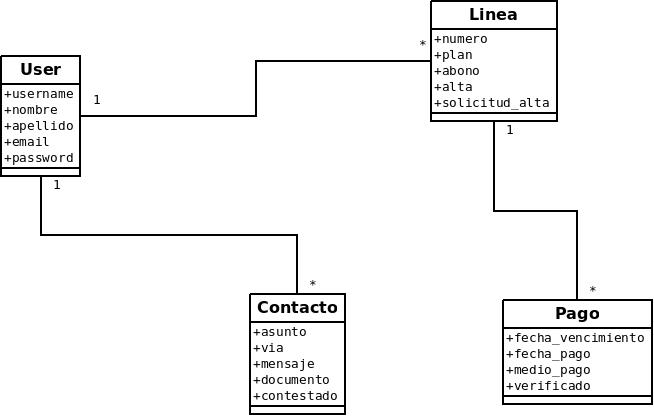 User
+username
+nombre
+apellido
+email
+password
1
1
Linea
+numero
+plan
+abono
+alta
+solicitud_alta
*
1
Contacto
+asunto
+via
+mensaje
+documento
+contestado
*
Pago
+fecha_vencimiento
+fecha_pago
+medio_pago
+verificado
*